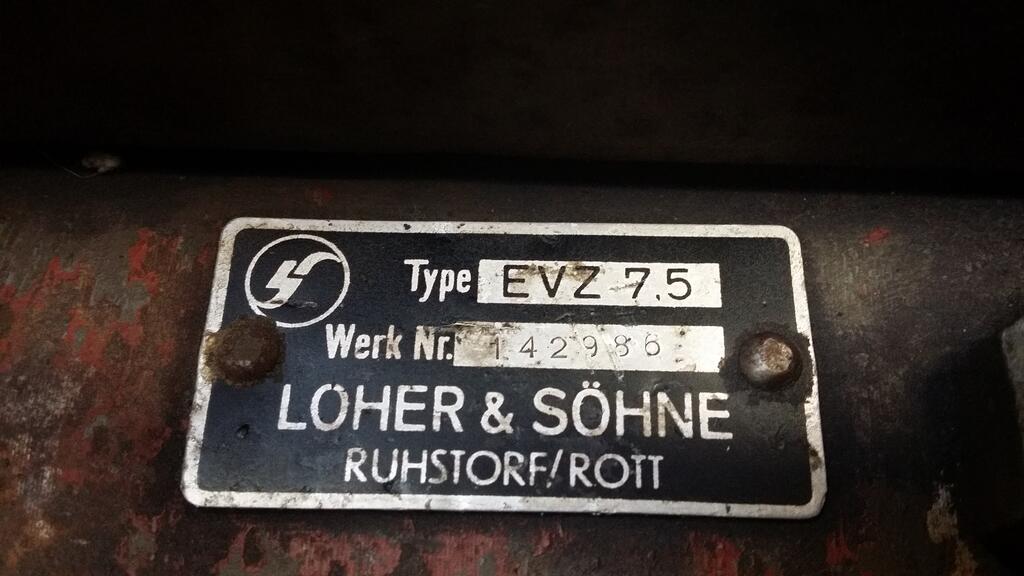 Type EVZ 7.5
Werk Nr. 142986
LOHER & SÖHNE
RUHSTORF/ROTT